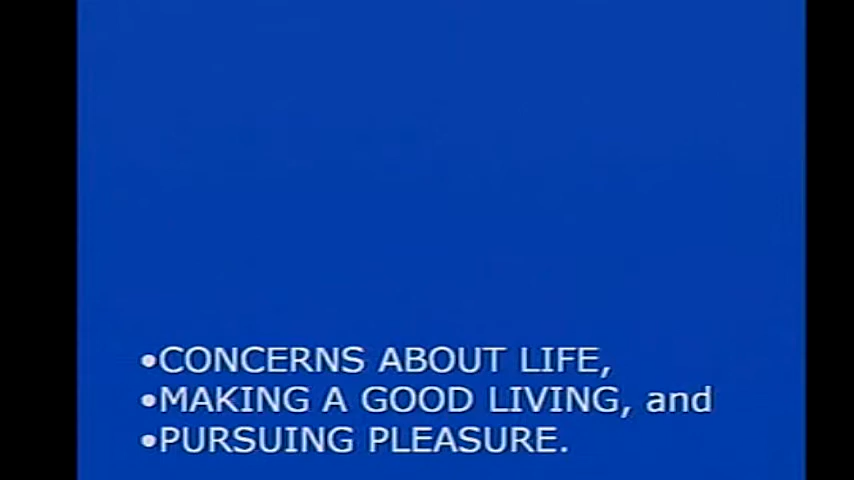 •CONCERNS ABOUT LIFE,
•MAKING A GOOD LIVING, and
•PURSUING PLEASURE.